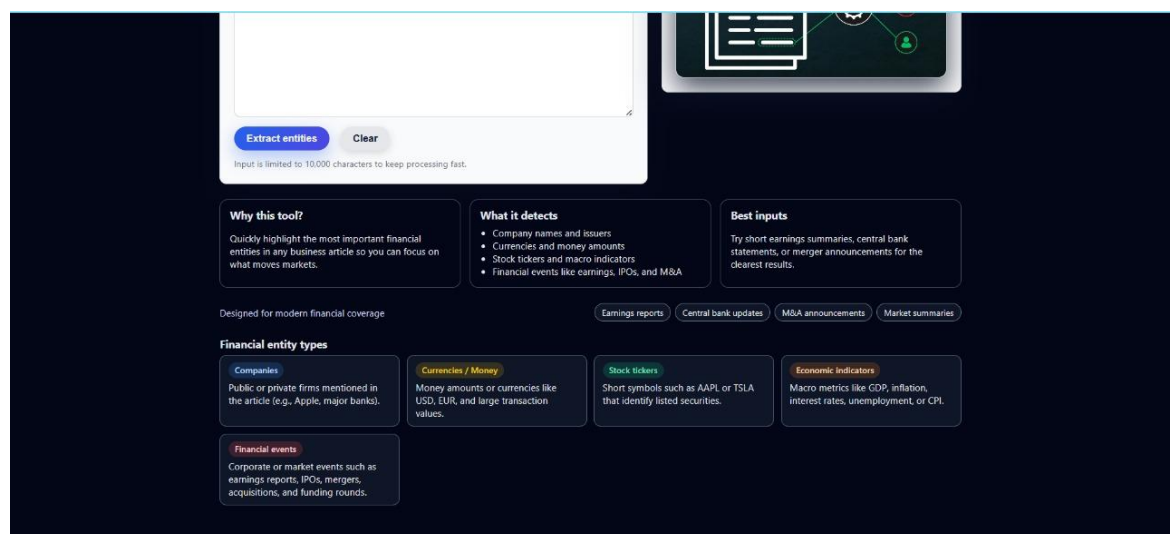 Extract entities
Clear
Input is limited to 10,000 characters to keep processing fast.
Why this tool?
Quickly highlight the most important financial
entities in any business article so you can focus on
what moves markets.
What it detects
• Company names and issuers
• Currencies and money amounts
• Stock tickers and macro indicators
• Financial events like earnings, IPOs, and M&A
Best inputs
Try short earnings summaries, central bank
statements, or merger announcements for the
clearest results.
Designed for modern financial coverage
Earnings reports
Central bank updates
M&A announcements
Market summaries
Financial entity types
Companies
Public or private firms mentioned in
the article (e.g., Apple, major banks).
Currencies / Money
Money amounts or currencies like
USD, EUR, and large transaction
values.
Stock tickers
Short symbols such as AAPL or TSLA
that identify listed securities.
Economic indicators
Macro metrics like GDP, inflation,
interest rates, unemployment, or CPI.
Financial events
Corporate or market events such as
earnings reports, IPOs, mergers,
acquisitions, and funding rounds.